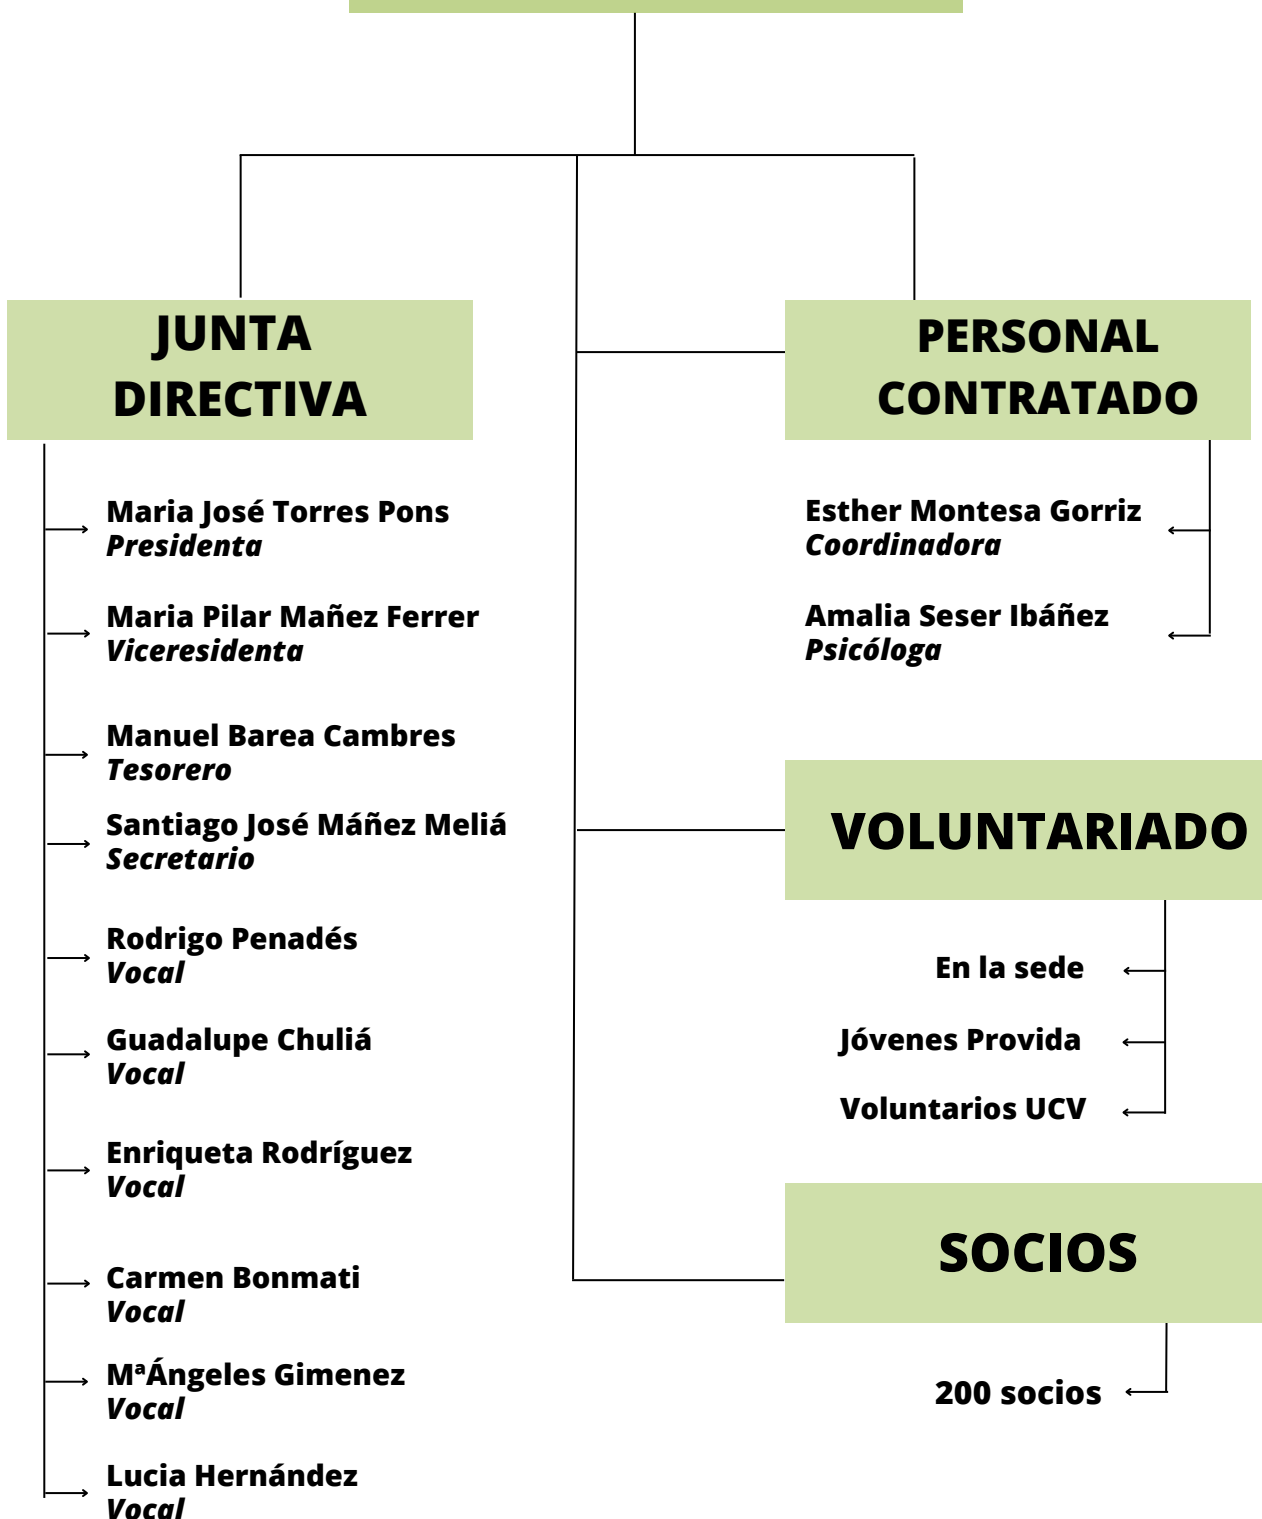 JUNTA
DIRECTIVA
Maria José Torres Pons
Presidenta
Maria Pilar Mañez Ferrer
Viceresidenta
Manuel Barea Cambres
Tesorero
Santiago José Máñez Meliá
Secretario
Rodrigo Penadés
Vocal
Guadalupe Chuliá
Vocal
Enriqueta Rodríguez
Vocal
Carmen Bonmati
Vocal
MªÁngeles Gimenez
Vocal
Lucia Hernández
Vocal
PERSONAL
CONTRATADO
Esther Montesa Gorriz
Coordinadora
Amalia Seser Ibáñez
Psicóloga
VOLUNTARIADO
En la sede
Jóvenes Provida
Voluntarios UCV
SOCIOS
200 socios